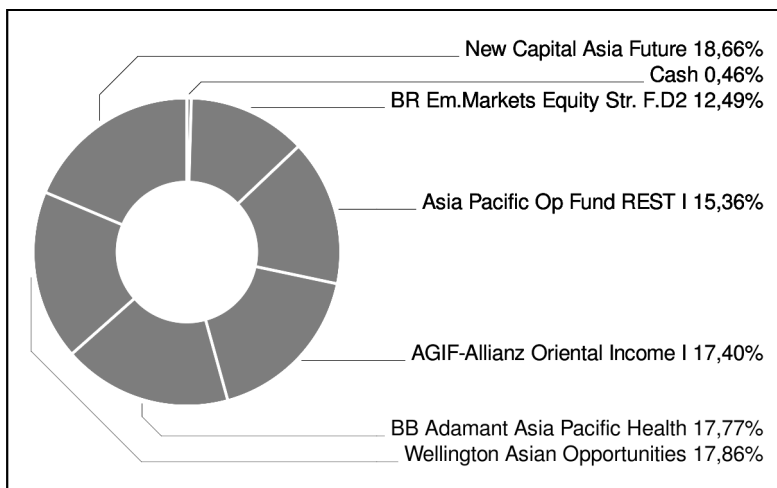 New Capital Asia Future 18,66%
Cash 0,46%
BR Em.Markets Equity Str. F.D2 12,49%
Asia Pacific Op Fund REST I 15,36%
AGIF-Allianz Oriental Income I 17,40%
BB Adamant Asia Pacific Health 17,77%
Wellington Asian Opportunities 17,86%